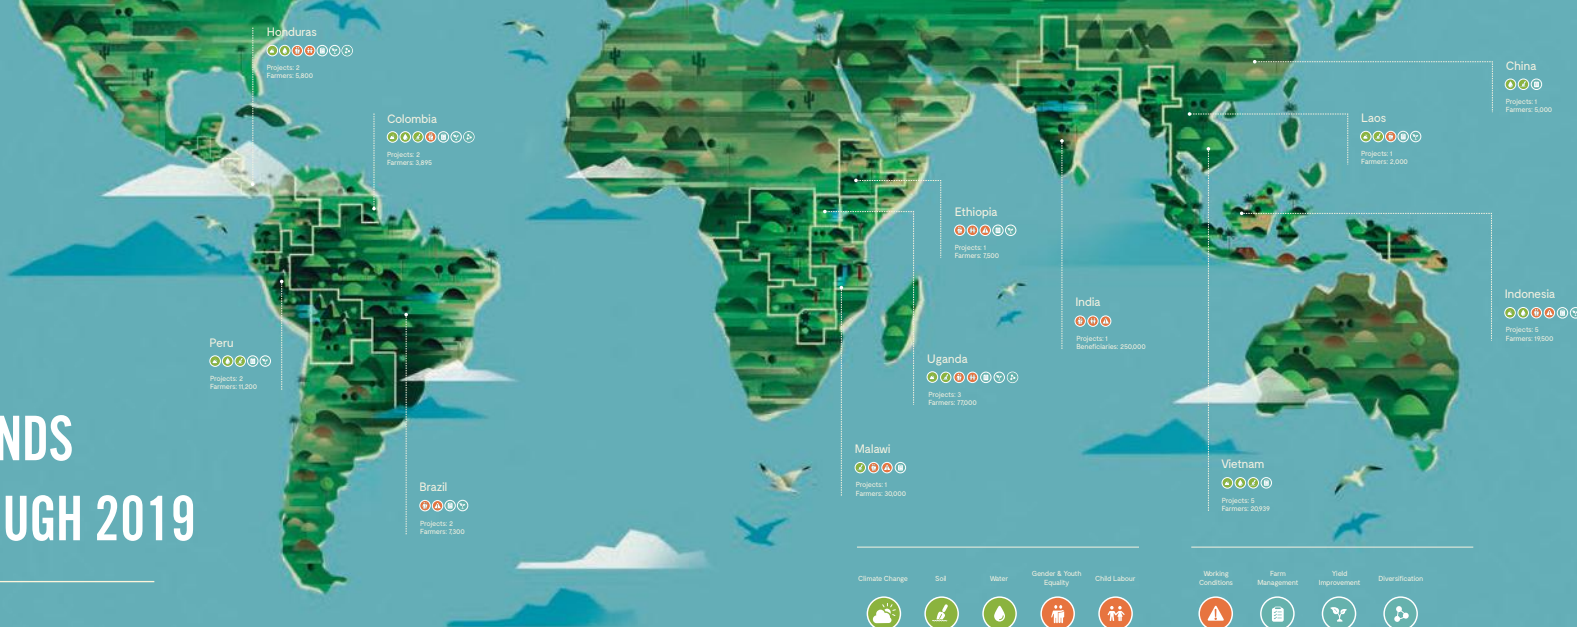 Honduras
Projects: 2
Farmers: 5,800
Colombia
Projects: 2
Farmers: 3,895
China
Projects: 1
Farmers: 5,000
Laos
Projects: 1
Farmers: 2,000
Ethiopia
Projects: 1
Farmers: 7,500
India
Projects: 1
Beneficiaries: 250,000
Indonesia
Projects: 5
Farmers: 19,500
Peru
Projects: 2
Farmers: 11,200
Uganda
Projects: 3
Farmers: 77,000
Malawi
Projects: 1
Farmers: 30,000
Vietnam
Projects: 5
Farmers: 20,939
Brazil
Projects: 2
Farmers: 7,300
NDS
UGH 2019
Climate Change
Soil
Water
Gender & Youth
Equality
Child Labour
Working
Conditions
Farm
Management
Yield
Improvement
Diversification